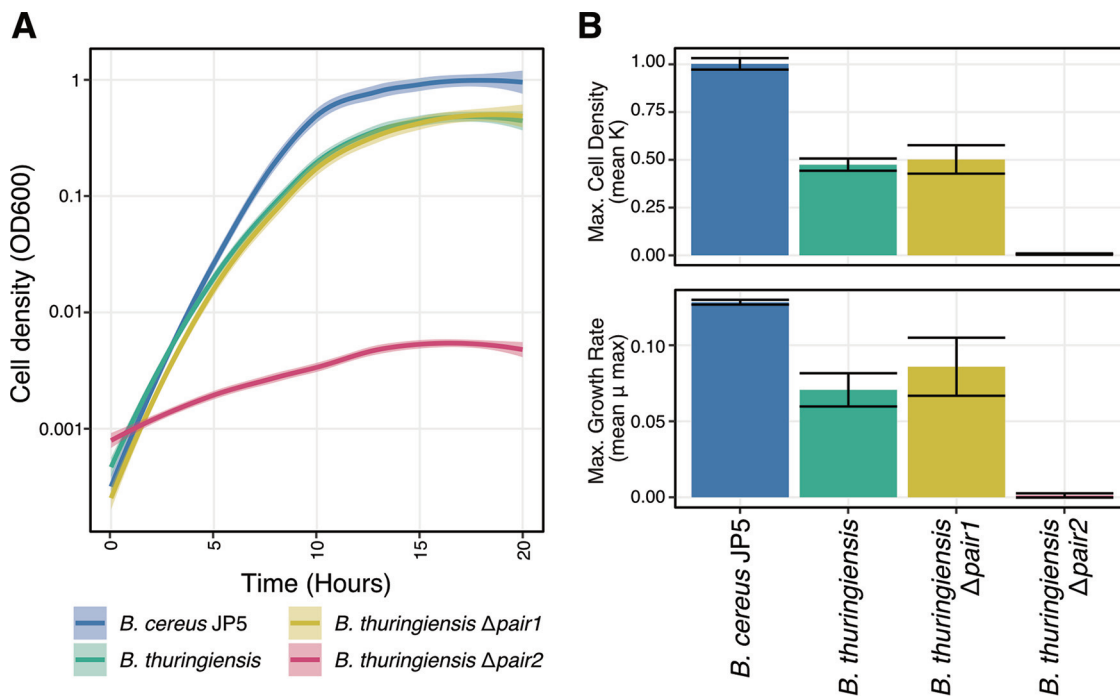 A
Cell density (OD600)
1
0.1
0.01
0.001
0
5
10
15
20
Time (Hours)
B. cereus JP5
B. thuringiensis
B. thuringiensis Δpair1
B. thuringiensis Δpair2
B
Max. Cell Density
(mean K)
1.00
0.75
0.50
0.25
0.00
Max. Growth Rate
(mean μ max)
0.10
0.05
0.00
B. cereus JP5
B. thuringiensis
B. thuringiensis
Δpair1
B. thuringiensis
Δpair2